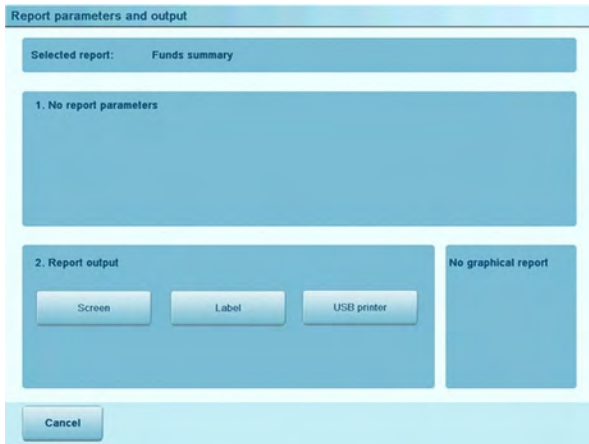 Report parameters and output
Selected report: Funds summary
1. No report parameters
2. Report output
No graphical report
Screen
Label
USB printer
Cancel